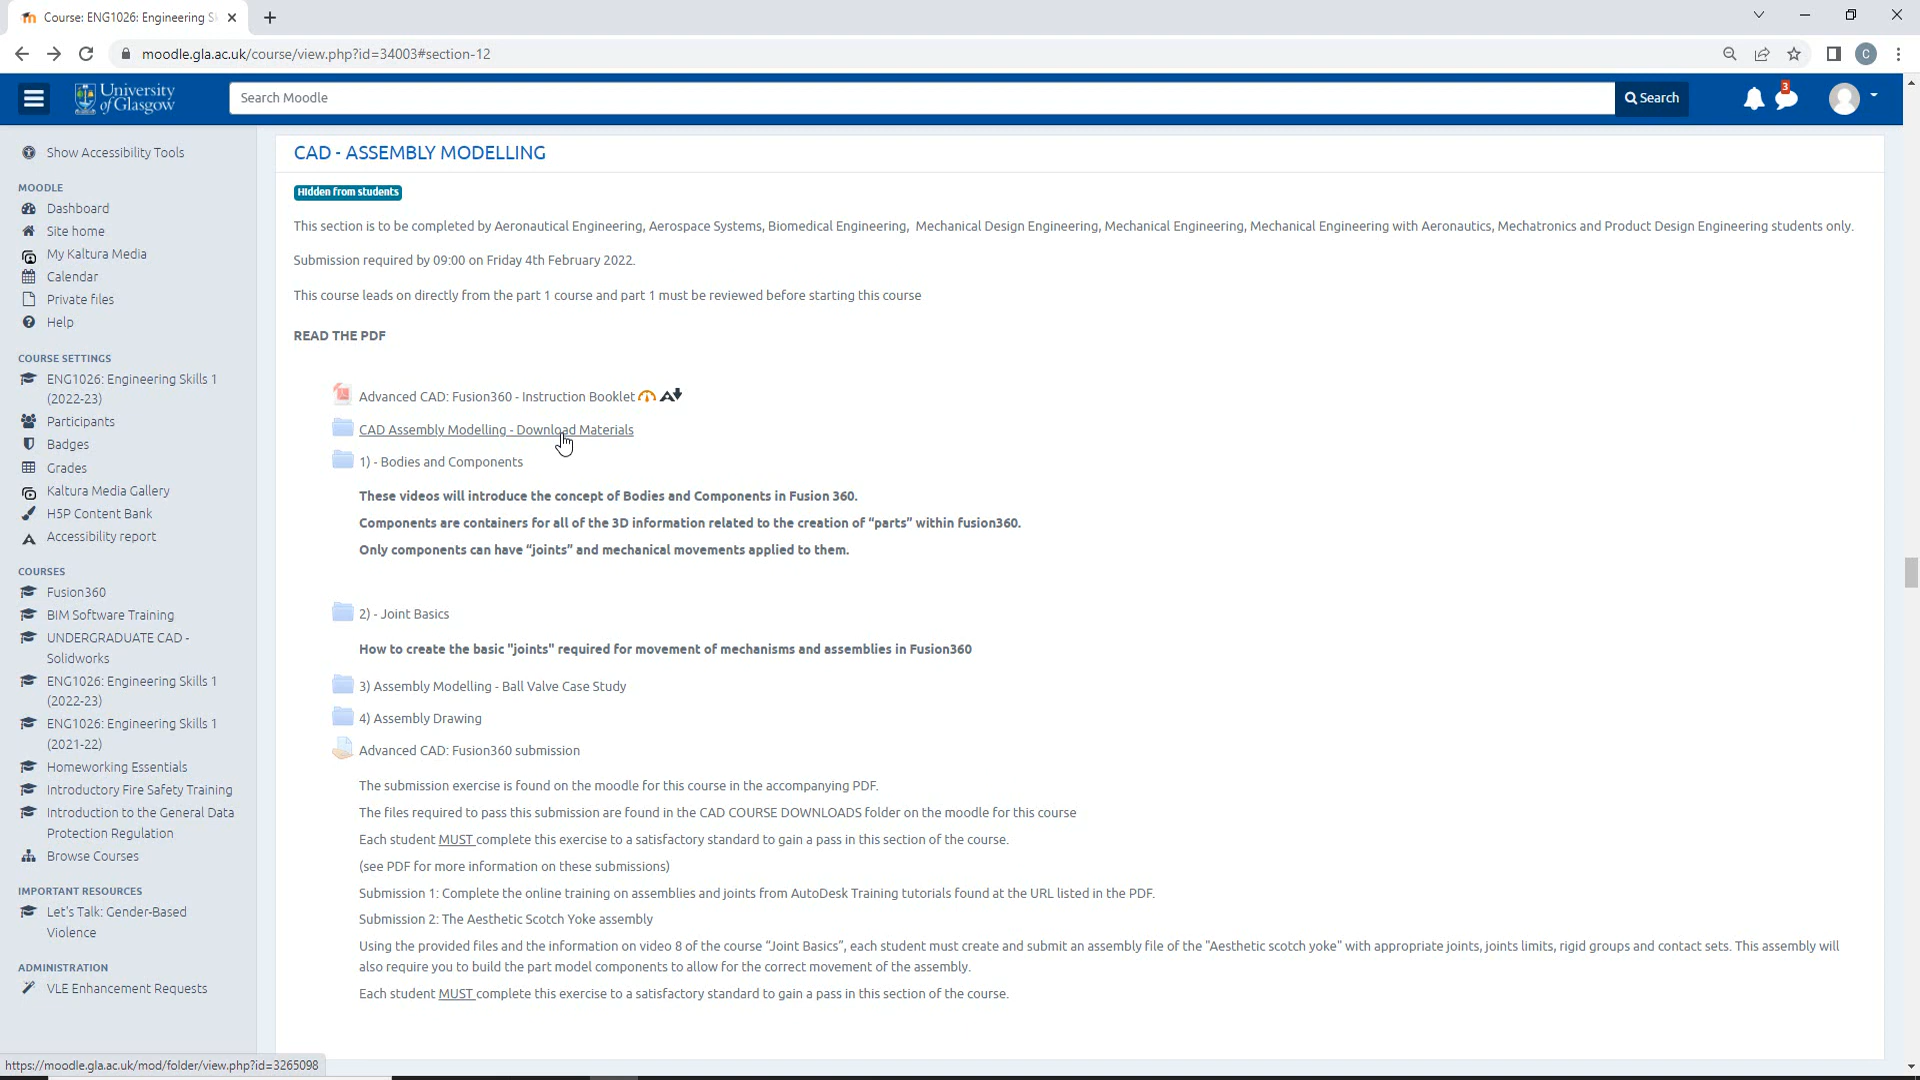 Course: ENG1026: Engineering Sk
moodle.gla.ac.uk/course/view.php?id=34003#section-12
C
University
of Glasgow
Search Moodle
Search
3
Show Accessibility Tools
MOODLE
Dashboard
Site home
My Kaltura Media
Calendar
Private files
Help
COURSE SETTINGS
ENG1026: Engineering Skills 1
(2022-23)
Participants
Badges
Grades
Kaltura Media Gallery
H5P Content Bank
Accessibility report
COURSES
Fusion360
BIM Software Training
UNDERGRADUATE CAD -
Solidworks
ENG1026: Engineering Skills 1
(2022-23)
ENG1026: Engineering Skills 1
(2021-22)
Homeworking Essentials
Introductory Fire Safety Training
Introduction to the General Data
Protection Regulation
Browse Courses
IMPORTANT RESOURCES
Let's Talk: Gender-Based
Violence
ADMINISTRATION
VLE Enhancement Requests
CAD - ASSEMBLY MODELLING
Hidden from students
This section is to be completed by Aeronautical Engineering, Aerospace Systems, Biomedical Engineering, Mechanical Design Engineering, Mechanical Engineering, Mechanical Engineering with Aeronautics, Mechatronics and Product Design Engineering students only.
Submission required by 09:00 on Friday 4th February 2022.
This course leads on directly from the part 1 course and part 1 must be reviewed before starting this course
READ THE PDF
Advanced CAD: Fusion360 - Instruction Booklet
CAD Assembly Modelling - Download Materials
1) - Bodies and Components
These videos will introduce the concept of Bodies and Components in Fusion 360.
Components are containers for all of the 3D information related to the creation of “parts” within fusion360.
Only components can have “joints” and mechanical movements applied to them.
2) - Joint Basics
How to create the basic "joints" required for movement of mechanisms and assemblies in Fusion360
3) Assembly Modelling - Ball Valve Case Study
4) Assembly Drawing
Advanced CAD: Fusion360 submission
The submission exercise is found on the moodle for this course in the accompanying PDF.
The files required to pass this submission are found in the CAD COURSE DOWNLOADS folder on the moodle for this course
Each student MUST complete this exercise to a satisfactory standard to gain a pass in this section of the course.
(see PDF for more information on these submissions)
Submission 1: Complete the online training on assemblies and joints from AutoDesk Training tutorials found at the URL listed in the PDF.
Submission 2: The Aesthetic Scotch Yoke assembly
Using the provided files and the information on video 8 of the course “Joint Basics”, each student must create and submit an assembly file of the "Aesthetic scotch yoke" with appropriate joints, joints limits, rigid groups and contact sets. This assembly will
also require you to build the part model components to allow for the correct movement of the assembly.
Each student MUST complete this exercise to a satisfactory standard to gain a pass in this section of the course.
https://moodle.gla.ac.uk/mod/folder/view.php?id=3265098